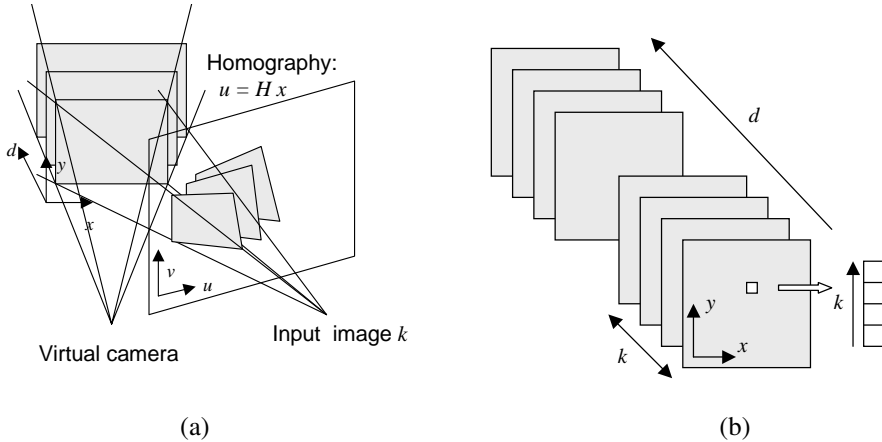 Homography:
u = H x
d
y
x
v
u
Virtual camera
Input image k
(a)
d
k
y
x
k
(b)